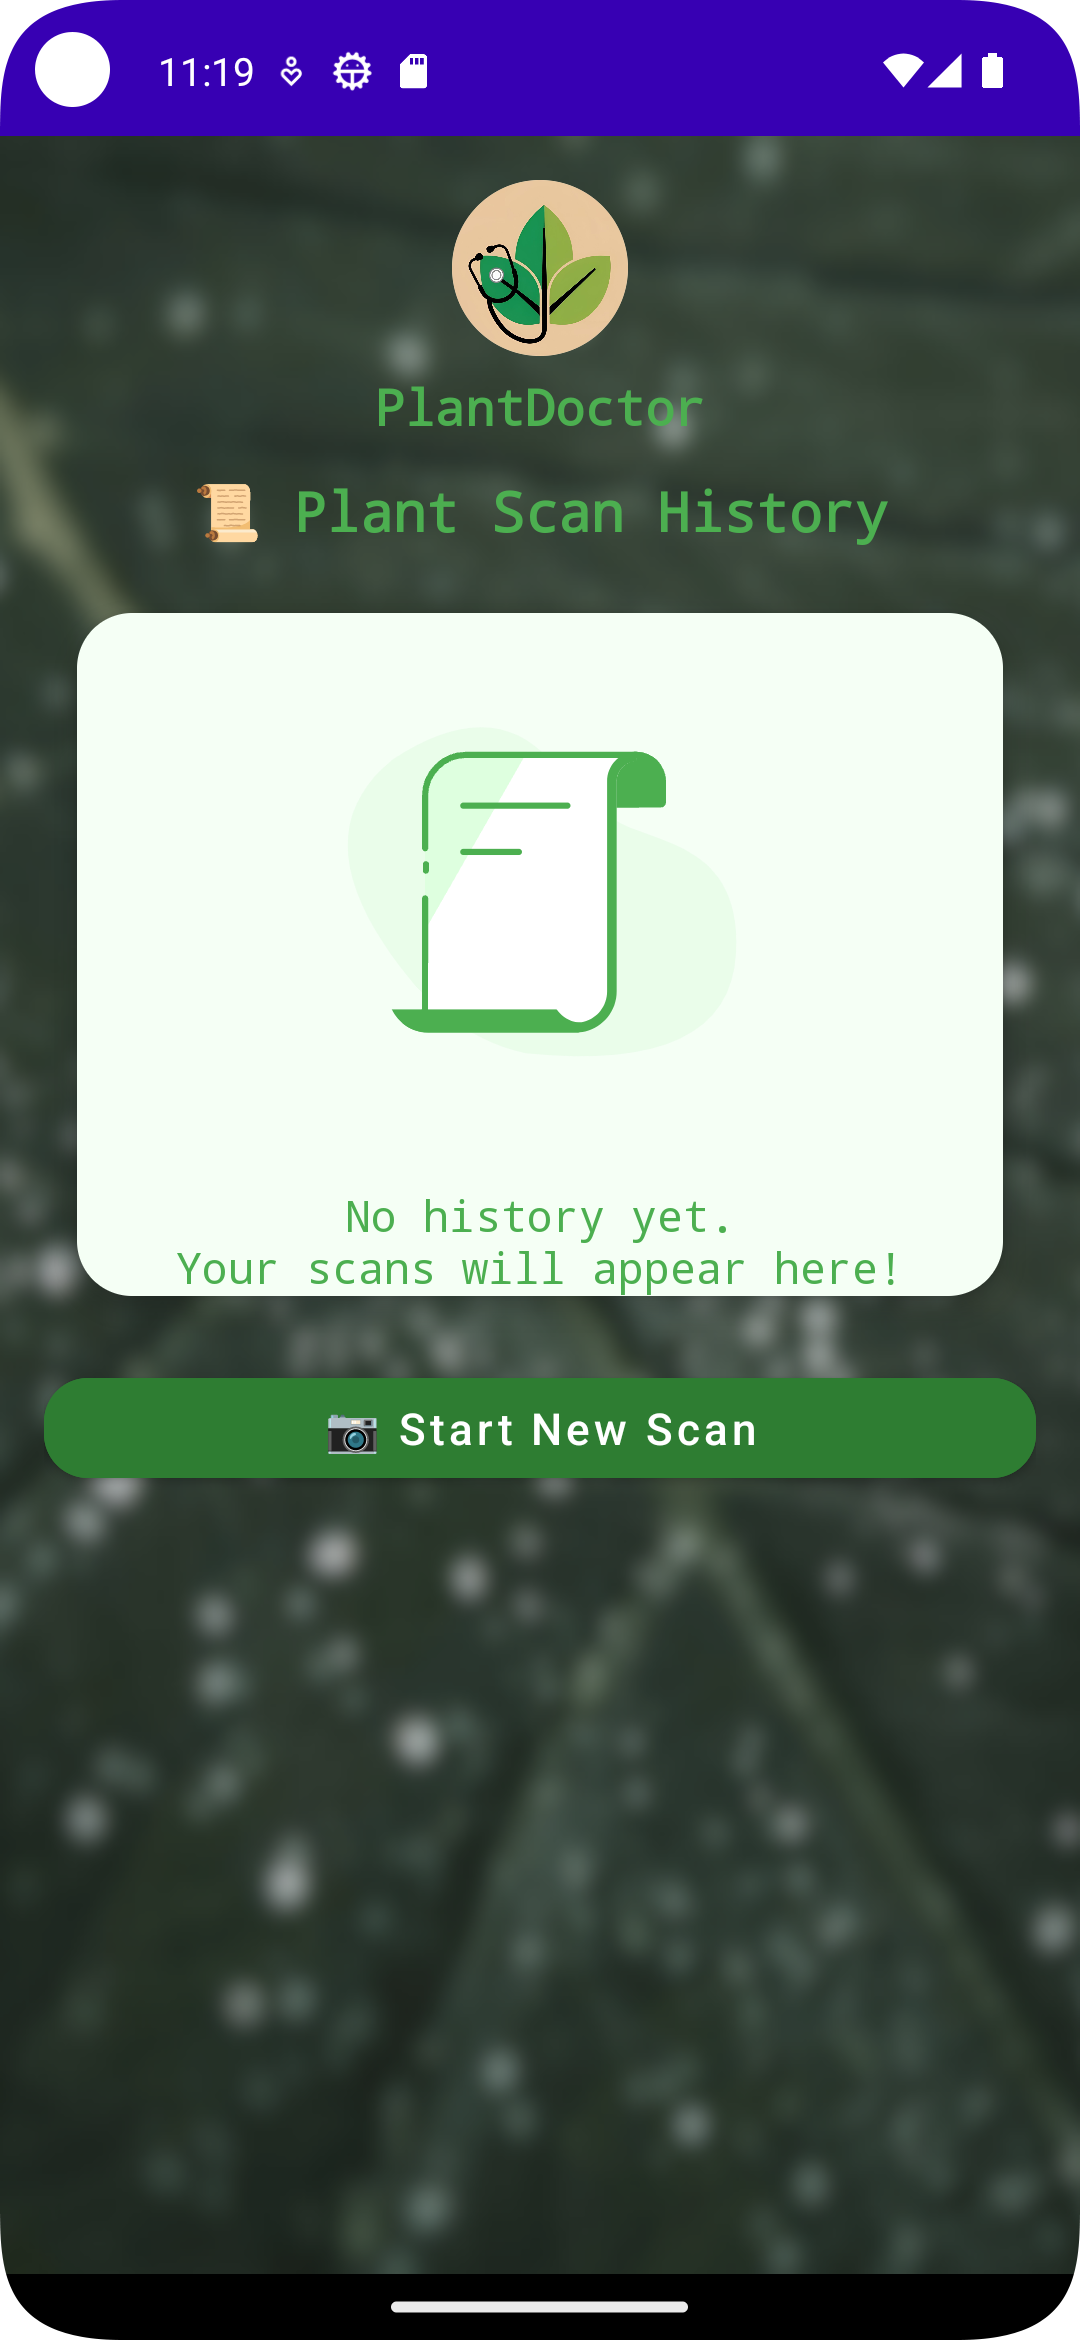 11:19
PlantDoctor
📜 Plant Scan History
No history yet.
Your scans will appear here!
📷 Start New Scan